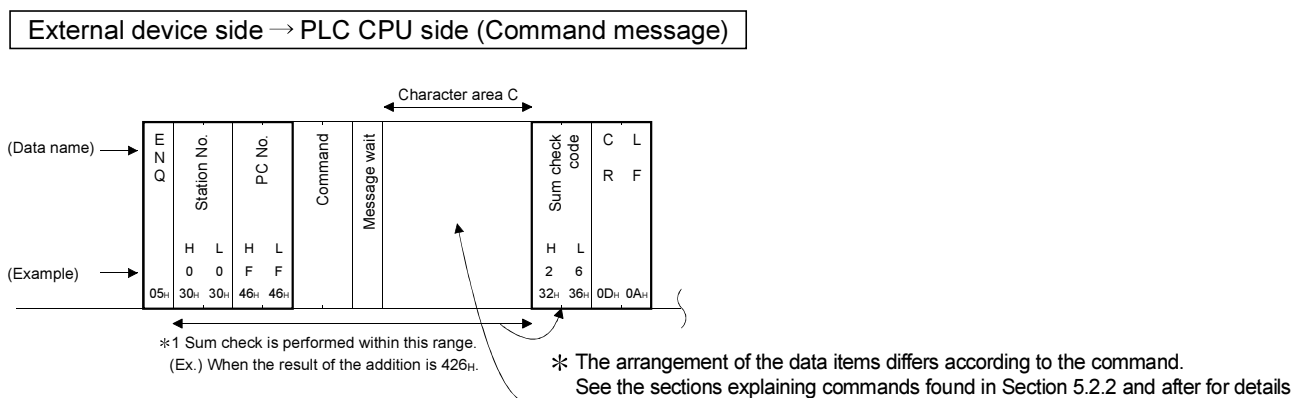 External device side → PLC CPU side (Command message)
Character area C
(Data name)
E N Q
Station No.
PC No.
Command
Message wait
Sum check code
C R
L F
H L H L H L
(Example)
0 0 F F 2 6
05H 30H 30H 46H 46H 32H 36H 0DH 0AH
*1 Sum check is performed within this range.
(Ex.) When the result of the addition is 426H.
* The arrangement of the data items differs according to the command.
See the sections explaining commands found in Section 5.2.2 and after for details